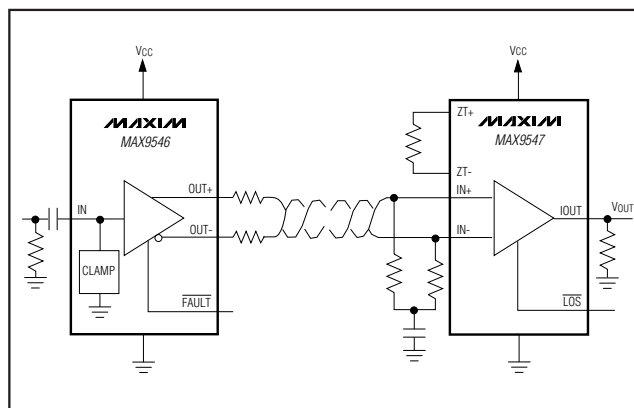 VCC
MAXIM
MAX9546
IN
CLAMP
OUT+
OUT-
FAULT
VCC
MAXIM
MAX9547
ZT+
ZT-
IN+
IN-
IOUT
LOS
VOUT